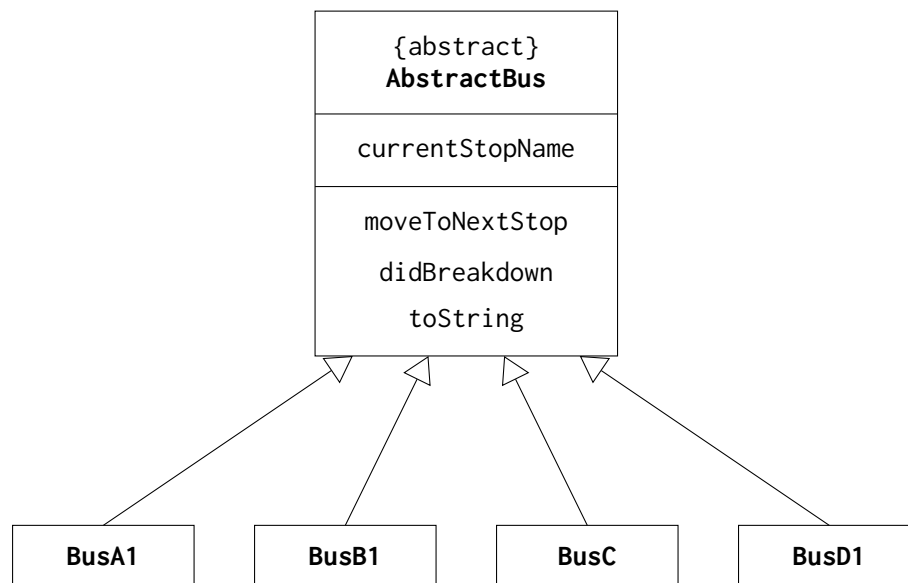 {abstract}
AbstractBus
currentStopName
moveToNextStop
didBreakdown
toString
BusA1
BusB1
BusC
BusD1